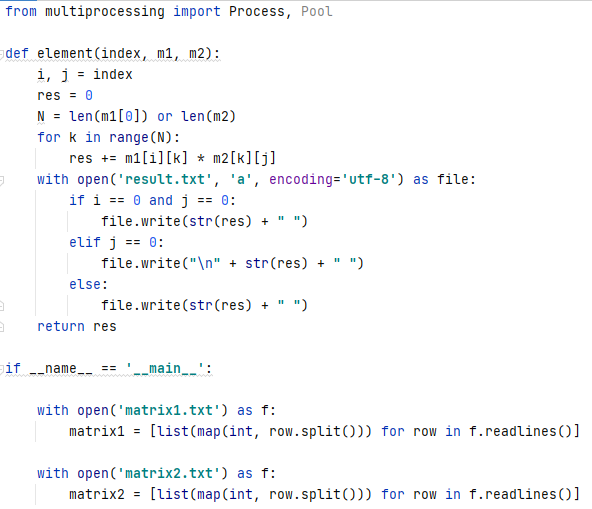 from multiprocessing import Process, Pool
def element(index, m1, m2):
    i, j = index
    res = 0
    N = len(m1[0]) or len(m2)
    for k in range(N):
        res += m1[i][k] * m2[k][j]
    with open('result.txt', 'a', encoding='utf-8') as file:
        if i == 0 and j == 0:
            file.write(str(res) + " ")
        elif j == 0:
            file.write("\n" + str(res) + " ")
        else:
            file.write(str(res) + " ")
    return res
if __name__ == '__main__':
    with open('matrix1.txt') as f:
        matrix1 = [list(map(int, row.split())) for row in f.readlines()]
    with open('matrix2.txt') as f:
        matrix2 = [list(map(int, row.split())) for row in f.readlines()]